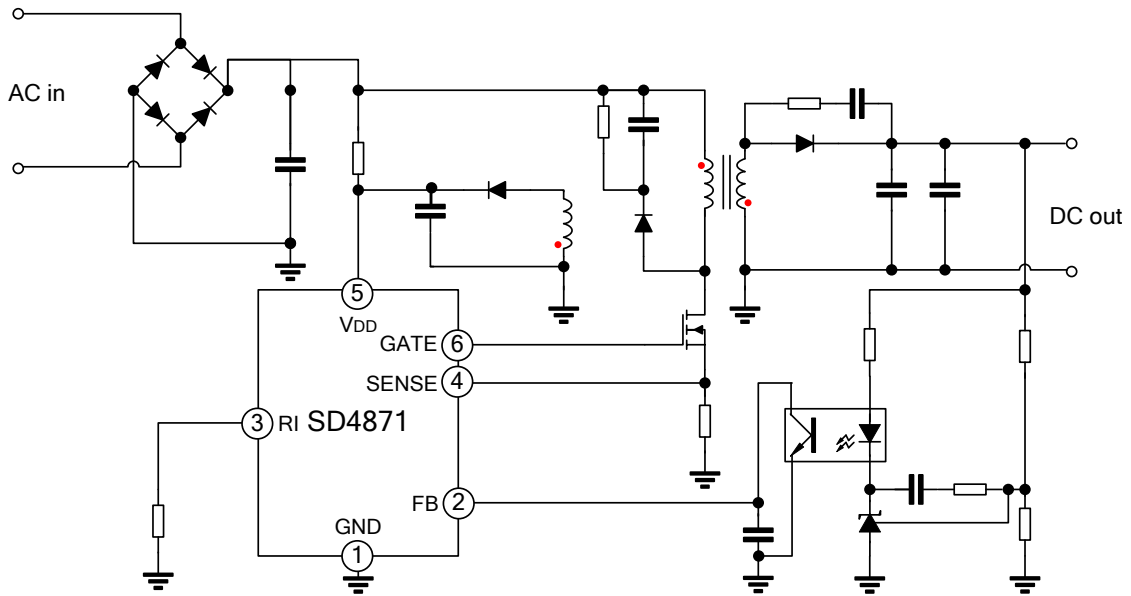 AC in
DC out
5
VDD
GATE 6
SENSE 4
3 RI SD4871
FB 2
GND
1